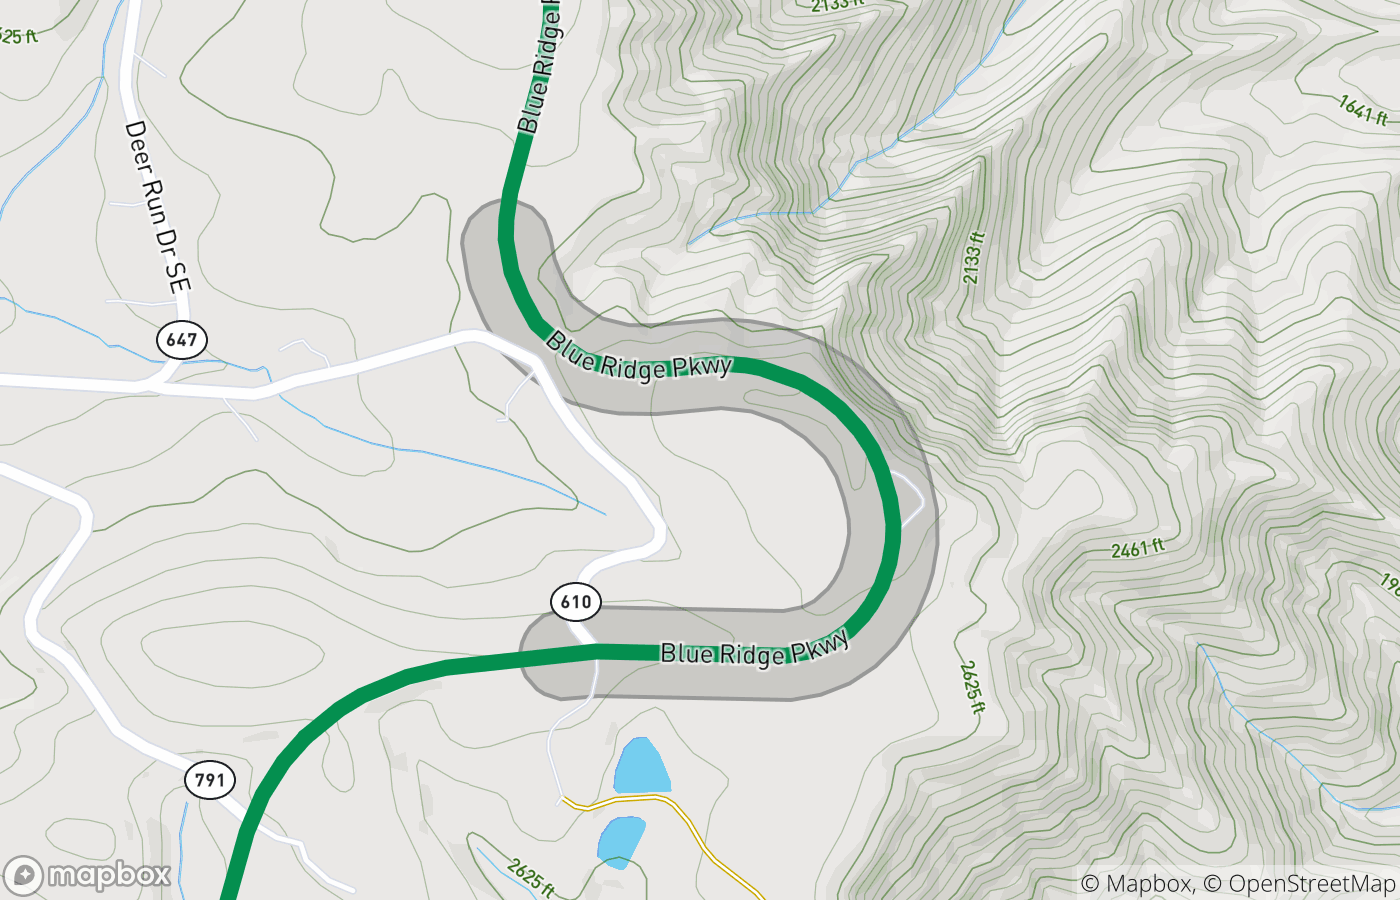 2133 ft
25 ft
Blue Ridge P
1641 ft
Deer Run Dr SE
2133 ft
647
Blue Ridge Pkwy
2461 ft
198
610
Blue Ridge Pkwy
2625 ft
791
2625 ft
mapbox
© Mapbox, © OpenStreetMap